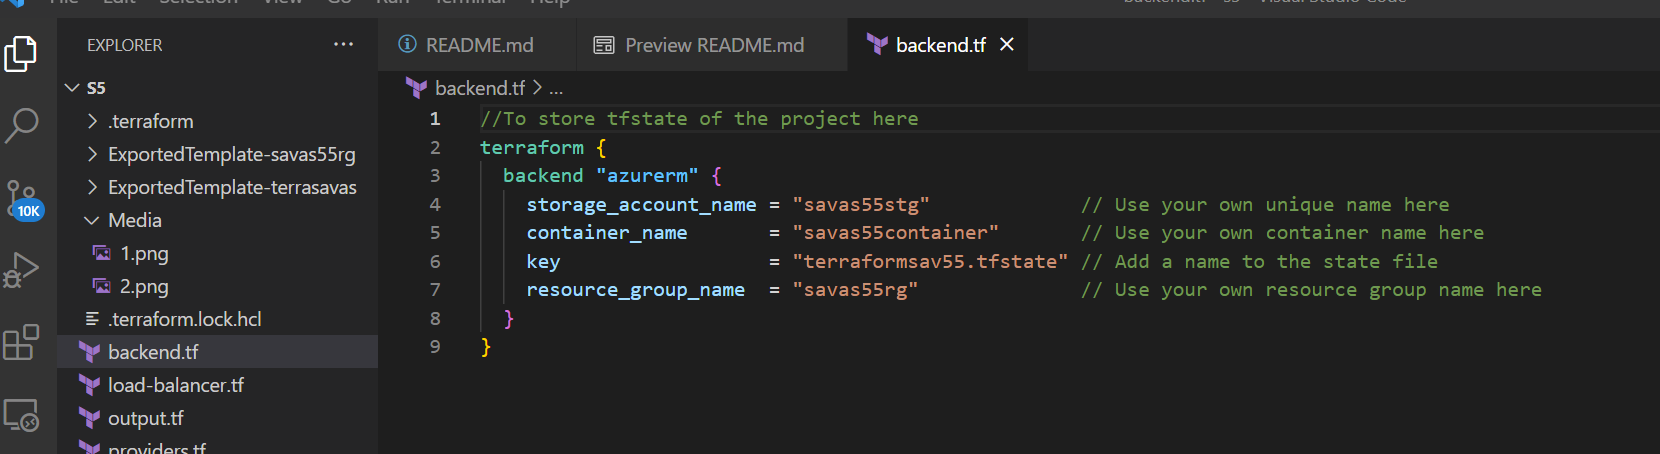 File Edit Selection View Go Run Terminal Help
Visual Studio Code
EXPLORER
README.md
Preview README.md
backend.tf
S5
.terraform
ExportedTemplate-savas55rg
ExportedTemplate-terrasavas
Media
1.png
2.png
.terraform.lock.hcl
backend.tf
load-balancer.tf
output.tf
providers.tf
10K
backend.tf > ...
1 //To store tfstate of the project here
2 terraform {
3 backend "azurerm" {
4 storage_account_name = "savas55stg" // Use your own unique name here
5 container_name = "savas55container" // Use your own container name here
6 key = "terraformsav55.tfstate" // Add a name to the state file
7 resource_group_name = "savas55rg" // Use your own resource group name here
8 }
9 }